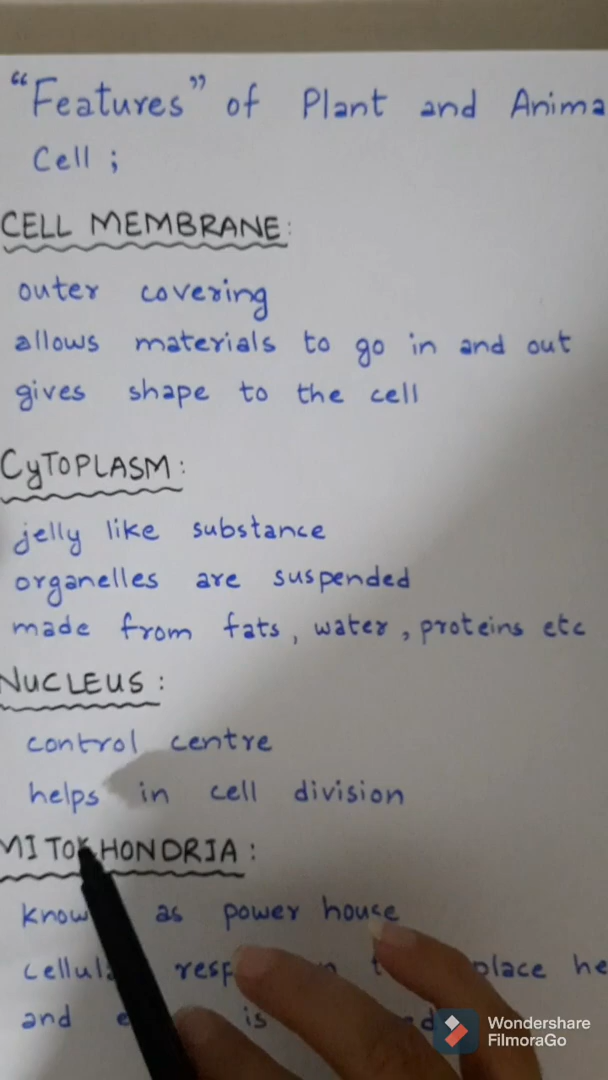 "Features" of Plant and Anima
Cell ;
CELL MEMBRANE:
outer covering
allows materials to go in and out
gives shape to the cell
CyTOPLASM:
jelly like substance
organelles are suspended
made from fats, water, proteins etc
NUCLEUS:
control centre
helps in cell division
as power house
place he
and is
Wondershare
FilmoraGo